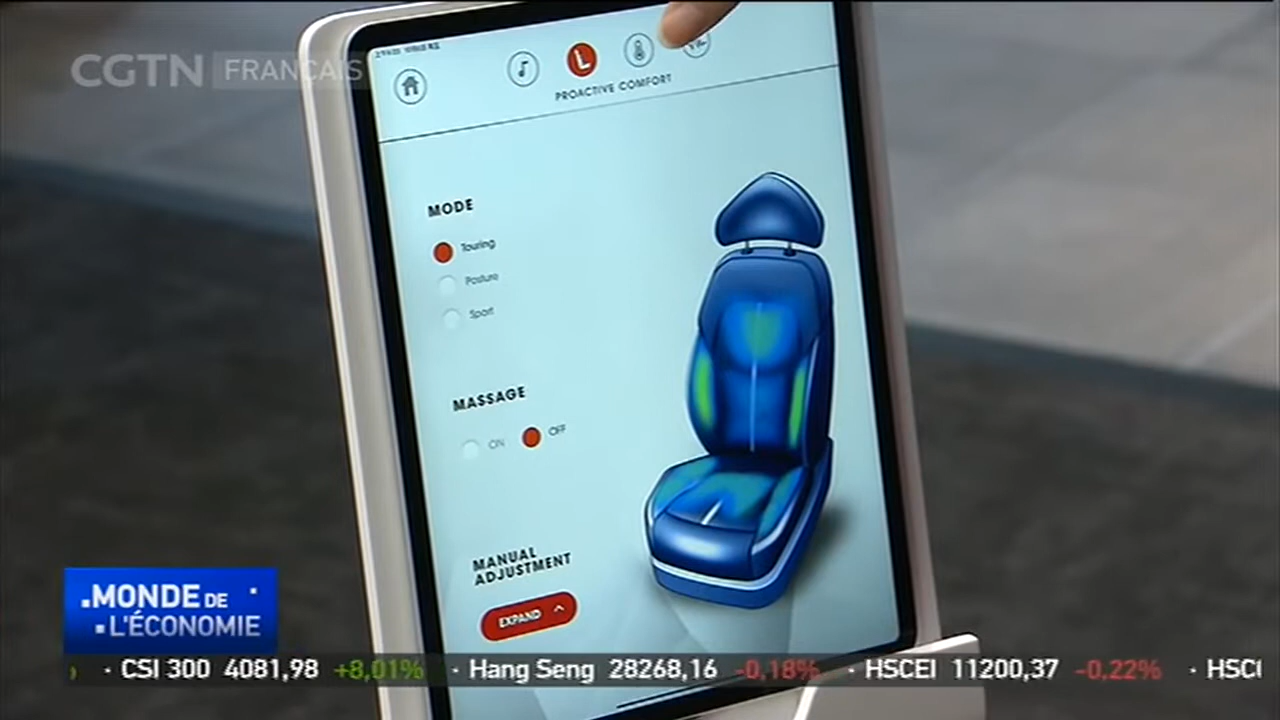 CGTN FRANÇAIS
L
PROACTIVE COMFORT
MODE
Touring
Posture
Sport
MASSAGE
ON OFF
MANUAL
ADJUSTMENT
EXPAND
MONDE DE
L'ÉCONOMIE
· CSI 300 4081,98 +8,01% · Hang Seng 28268,16 -0,18% · HSCEI 11200,37 -0,22% · HSC